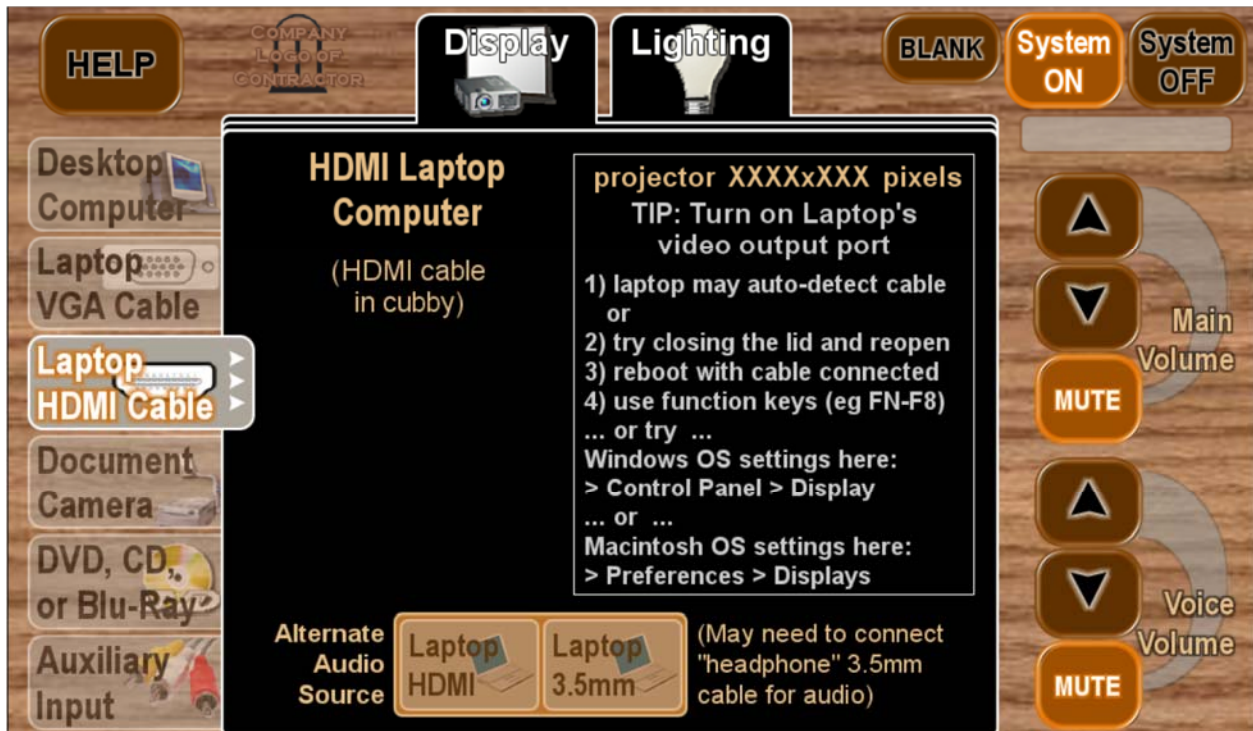 HELP
COMPANY
LOGO OF
CONTRACTOR
Display
Lighting
BLANK
System
ON
System
OFF
Desktop
Computer
Laptop
VGA Cable
Laptop
HDMI Cable
Document
Camera
DVD, CD,
or Blu-Ray
Auxiliary
Input
HDMI Laptop
Computer
(HDMI cable
in cubby)
projector XXXXxXXX pixels
TIP: Turn on Laptop's
video output port
1) laptop may auto-detect cable
or
2) try closing the lid and reopen
3) reboot with cable connected
4) use function keys (eg FN-F8)
... or try ...
Windows OS settings here:
> Control Panel > Display
... or ...
Macintosh OS settings here:
> Preferences > Displays
Alternate
Audio
Source
Laptop
HDMI
Laptop
3.5mm
(May need to connect
"headphone" 3.5mm
cable for audio)
Main
Volume
MUTE
Voice
Volume
MUTE